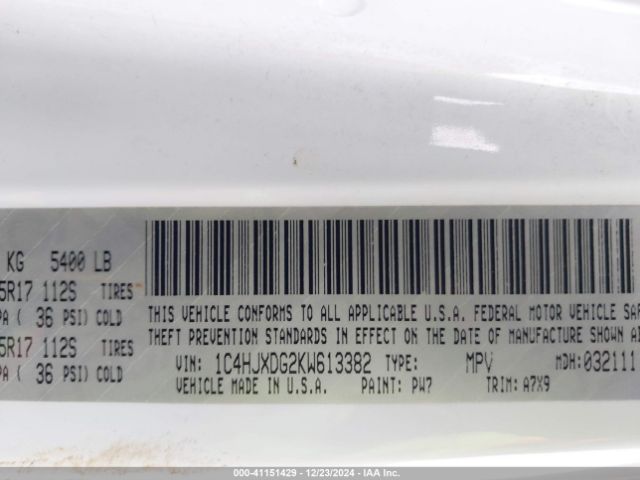 KG 5400 LB
5R17 112S TIRES
PA ( 36 PSI) COLD
5R17 112S TIRES
PA ( 36 PSI) COLD
THIS VEHICLE CONFORMS TO ALL APPLICABLE U.S.A. FEDERAL MOTOR VEHICLE SAF
THEFT PREVENTION STANDARDS IN EFFECT ON THE DATE OF MANUFACTURE SHOWN A
VIN: 1C4HJXDG2KW613382 TYPE: MPV MDH: 032111
VEHICLE MADE IN U.S.A. PAINT: PW7 TRIM: A7X9
000-41151429 • 12/23/2024 • IAA Inc.